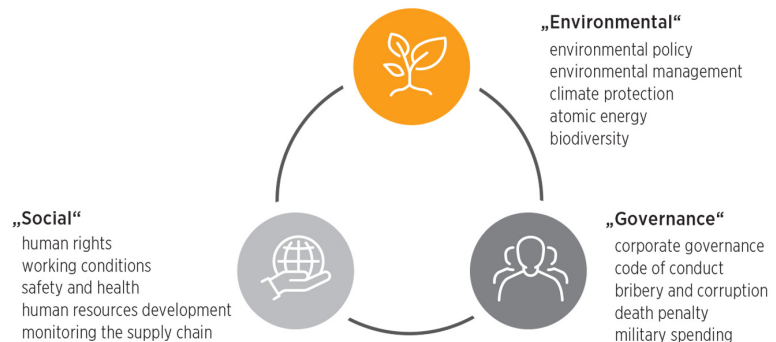 „Environmental“
environmental policy
environmental management
climate protection
atomic energy
biodiversity
„Social“
human rights
working conditions
safety and health
human resources development
monitoring the supply chain
„Governance“
corporate governance
code of conduct
bribery and corruption
death penalty
military spending